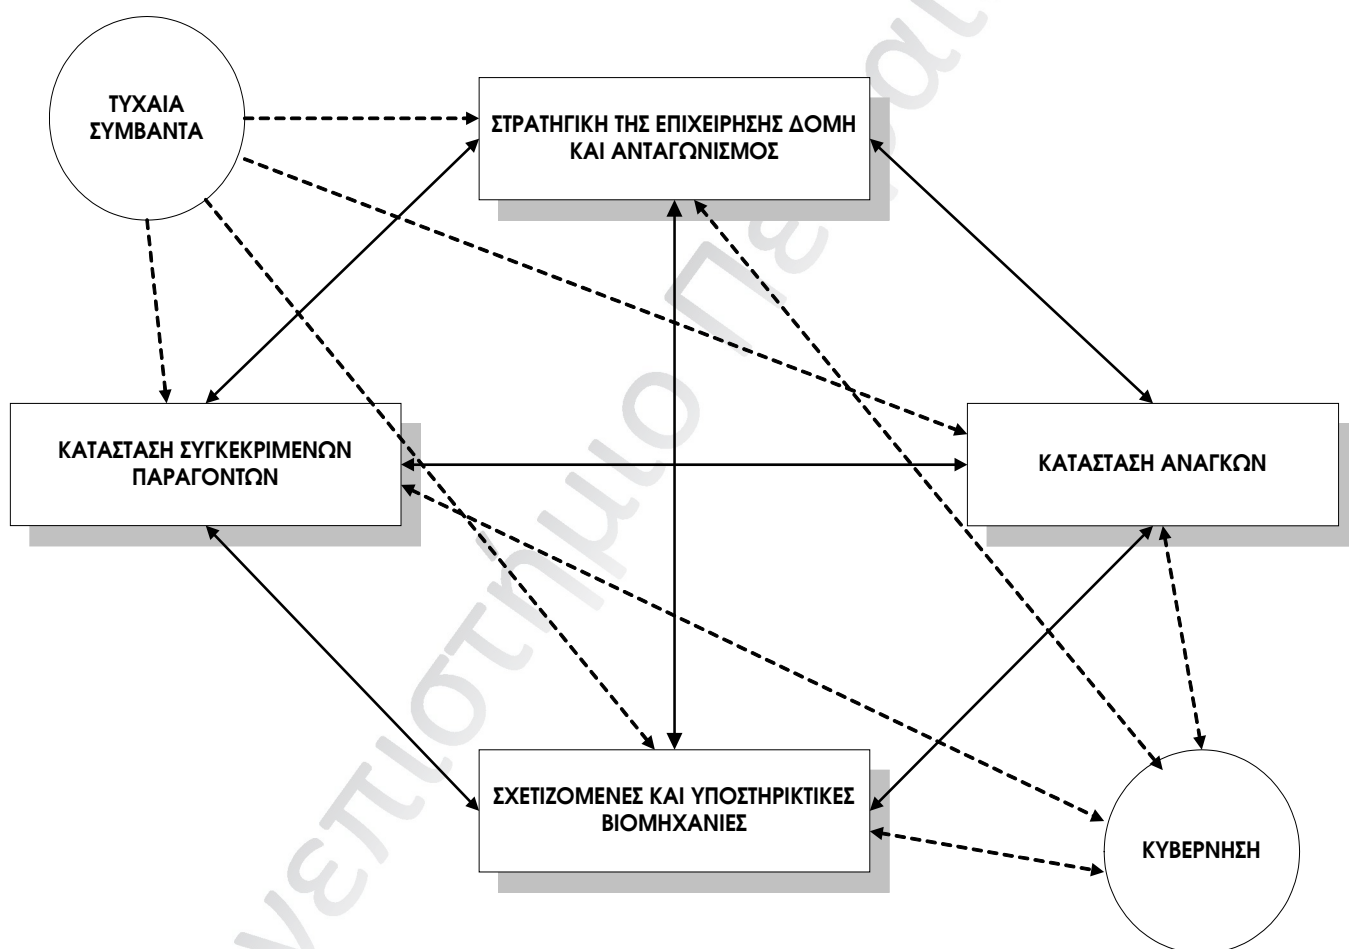 ΤΥΧΑΙΑ
ΣΥΜΒΑΝΤΑ
ΣΤΡΑΤΗΓΙΚΗ ΤΗΣ ΕΠΙΧΕΙΡΗΣΗΣ ΔΟΜΗ
ΚΑΙ ΑΝΤΑΓΩΝΙΣΜΟΣ
ΚΑΤΑΣΤΑΣΗ ΣΥΓΚΕΚΡΙΜΕΝΩΝ
ΠΑΡΑΓΟΝΤΩΝ
ΚΑΤΑΣΤΑΣΗ ΑΝΑΓΚΩΝ
ΣΧΕΤΙΖΟΜΕΝΕΣ ΚΑΙ ΥΠΟΣΤΗΡΙΚΤΙΚΕΣ
ΒΙΟΜΗΧΑΝΙΕΣ
ΚΥΒΕΡΝΗΣΗ